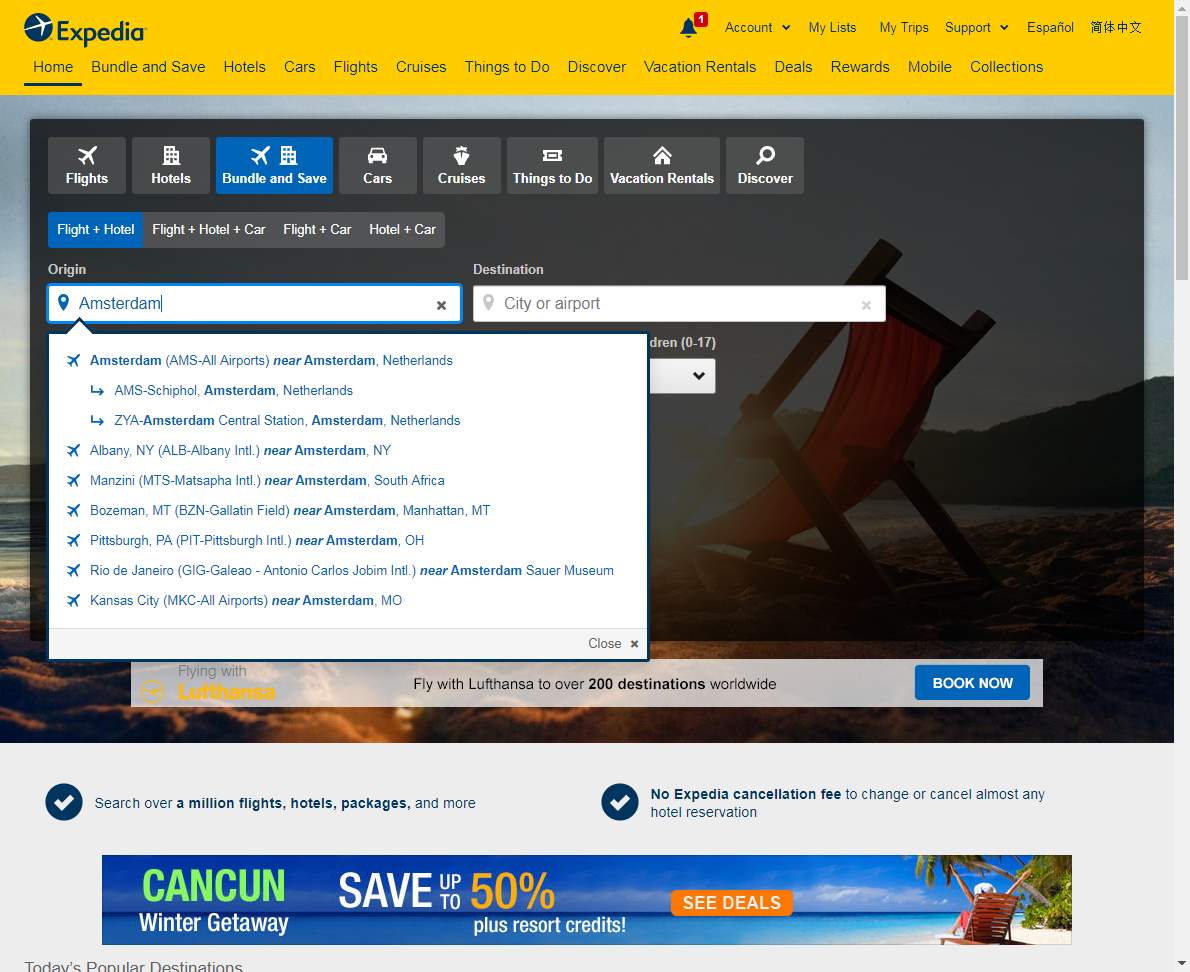 Expedia
1
Account
My Lists
My Trips
Support
Español
简体中文
Home
Bundle and Save
Hotels
Cars
Flights
Cruises
Things to Do
Discover
Vacation Rentals
Deals
Rewards
Mobile
Collections
Flights
Hotels
Bundle and Save
Cars
Cruises
Things to Do
Vacation Rentals
Discover
Flight + Hotel
Flight + Hotel + Car
Flight + Car
Hotel + Car
Origin
Destination
Amsterdam
City or airport
dren (0-17)
Amsterdam (AMS-All Airports) near Amsterdam, Netherlands
AMS-Schiphol, Amsterdam, Netherlands
ZYA-Amsterdam Central Station, Amsterdam, Netherlands
Albany, NY (ALB-Albany Intl.) near Amsterdam, NY
Manzini (MTS-Matsapha Intl.) near Amsterdam, South Africa
Bozeman, MT (BZN-Gallatin Field) near Amsterdam, Manhattan, MT
Pittsburgh, PA (PIT-Pittsburgh Intl.) near Amsterdam, OH
Rio de Janeiro (GIG-Galeao - Antonio Carlos Jobim Intl.) near Amsterdam Sauer Museum
Kansas City (MKC-All Airports) near Amsterdam, MO
Close
Flying with
Lufthansa
Fly with Lufthansa to over 200 destinations worldwide
BOOK NOW
Search over a million flights, hotels, packages, and more
No Expedia cancellation fee to change or cancel almost any
hotel reservation
CANCUN
Winter Getaway
SAVE UP TO 50%
plus resort credits!
SEE DEALS
Today's Popular Destinations